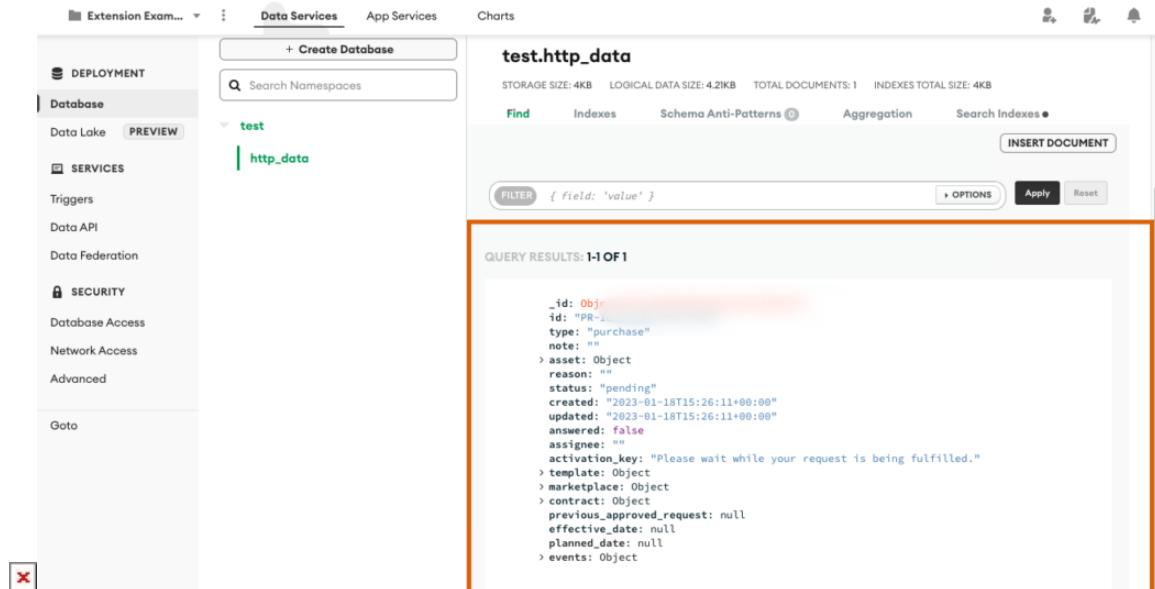 Extension Exam...
Data Services
App Services
Charts
DEPLOYMENT
Database
Data Lake PREVIEW
SERVICES
Triggers
Data API
Data Federation
SECURITY
Database Access
Network Access
Advanced
Goto
+ Create Database
Search Namespaces
test
http_data
test.http_data
STORAGE SIZE: 4KB LOGICAL DATA SIZE: 4.21KB TOTAL DOCUMENTS: 1 INDEXES TOTAL SIZE: 4KB
Find Indexes Schema Anti-Patterns 0 Aggregation Search Indexes
INSERT DOCUMENT
FILTER { field: 'value' } OPTIONS Apply Reset
QUERY RESULTS: 1-1 OF 1
_id:
id: "PR-
type: "purchase"
note: ""
asset: Object
reason: ""
status: "pending"
created: "2023-01-18T15:26:11+00:00"
updated: "2023-01-18T15:26:11+00:00"
answered: false
assignee: ""
activation_key: "Please wait while your request is being fulfilled."
template: Object
marketplace: Object
contract: Object
previous_approved_request: null
effective_date: null
planned_date: null
events: Object